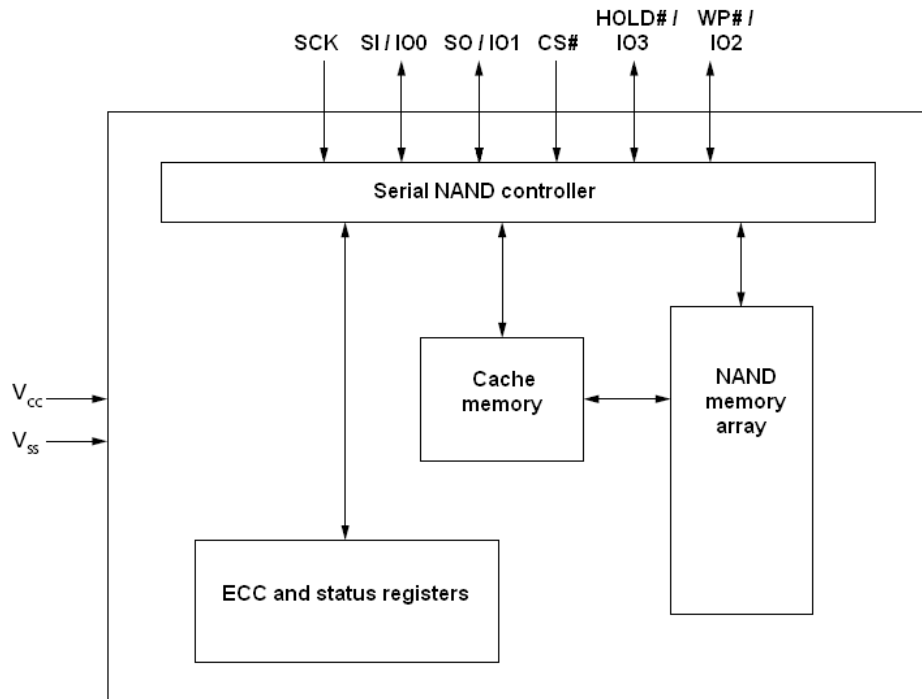 HOLD# /
IO3
WP# /
IO2
SCK
SI / IO0
SO / IO1
CS#
Serial NAND controller
Cache
memory
NAND
memory
array
Vcc
Vss
ECC and status registers